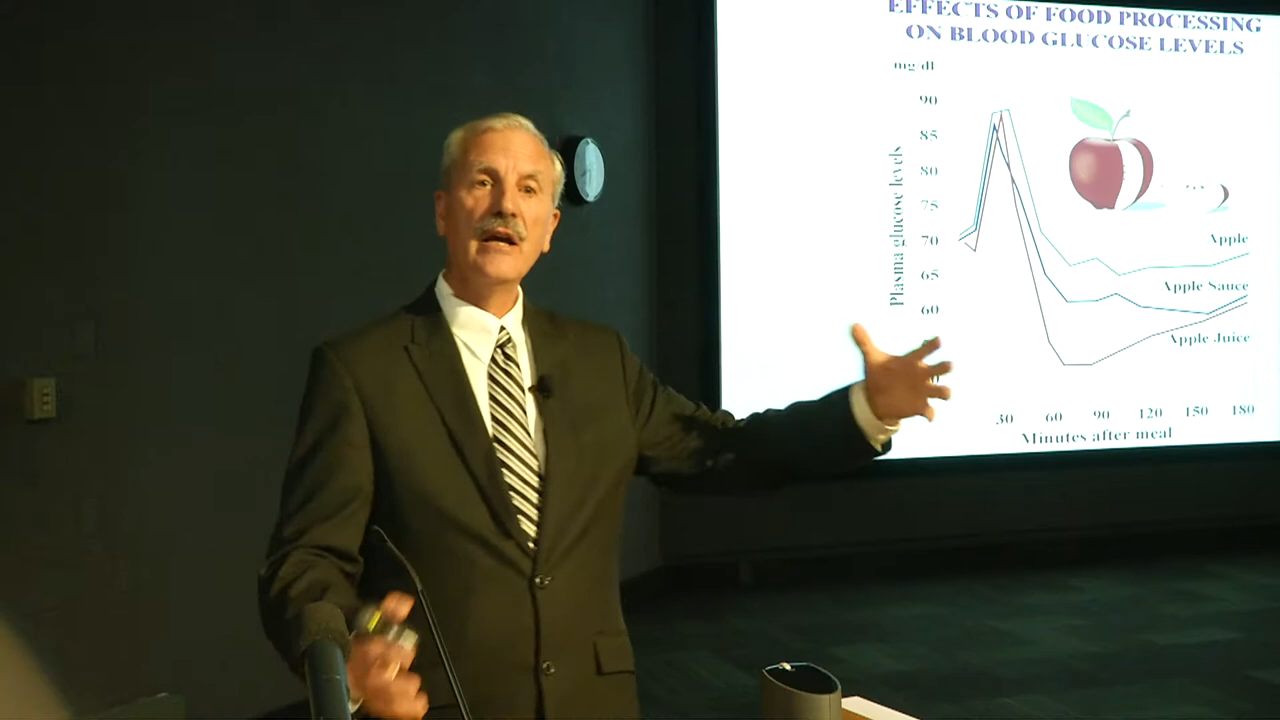 EFFECTS OF FOOD PROCESSING
ON BLOOD GLUCOSE LEVELS
mg/dl
90
85
80
75
70
65
60
Plasma glucose levels
Apple
Apple Sauce
Apple Juice
30 60 90 120 150 180
Minutes after meal